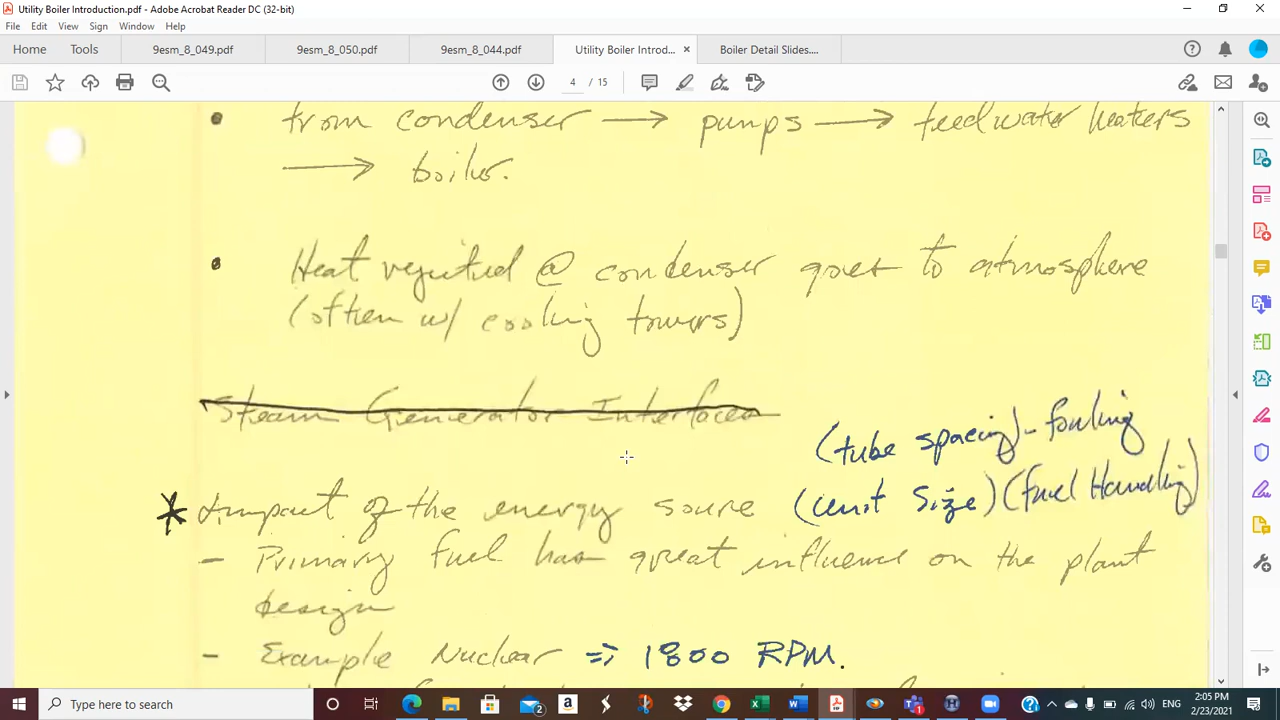 Utility Boiler Introduction.pdf - Adobe Acrobat Reader DC (32-bit)
File Edit View Sign Window Help
Home Tools 9esm_8_049.pdf 9esm_8_050.pdf 9esm_8_044.pdf Utility Boiler Introd... × Boiler Detail Slides....
4 / 15
from condenser → pumps → feedwater heaters
→ boiler.
Heat rejected @ condenser goes to atmosphere
(often w/ cooling towers)
Steam Generator Interfaces
(tube spacing) - fouling
* Impact of the energy source (unit size) (fuel Handling)
- Primary fuel has great influence on the plant
design
- Example Nuclear ⇒ 1800 RPM.
Type here to search
2
ENG
2:05 PM
2/23/2021